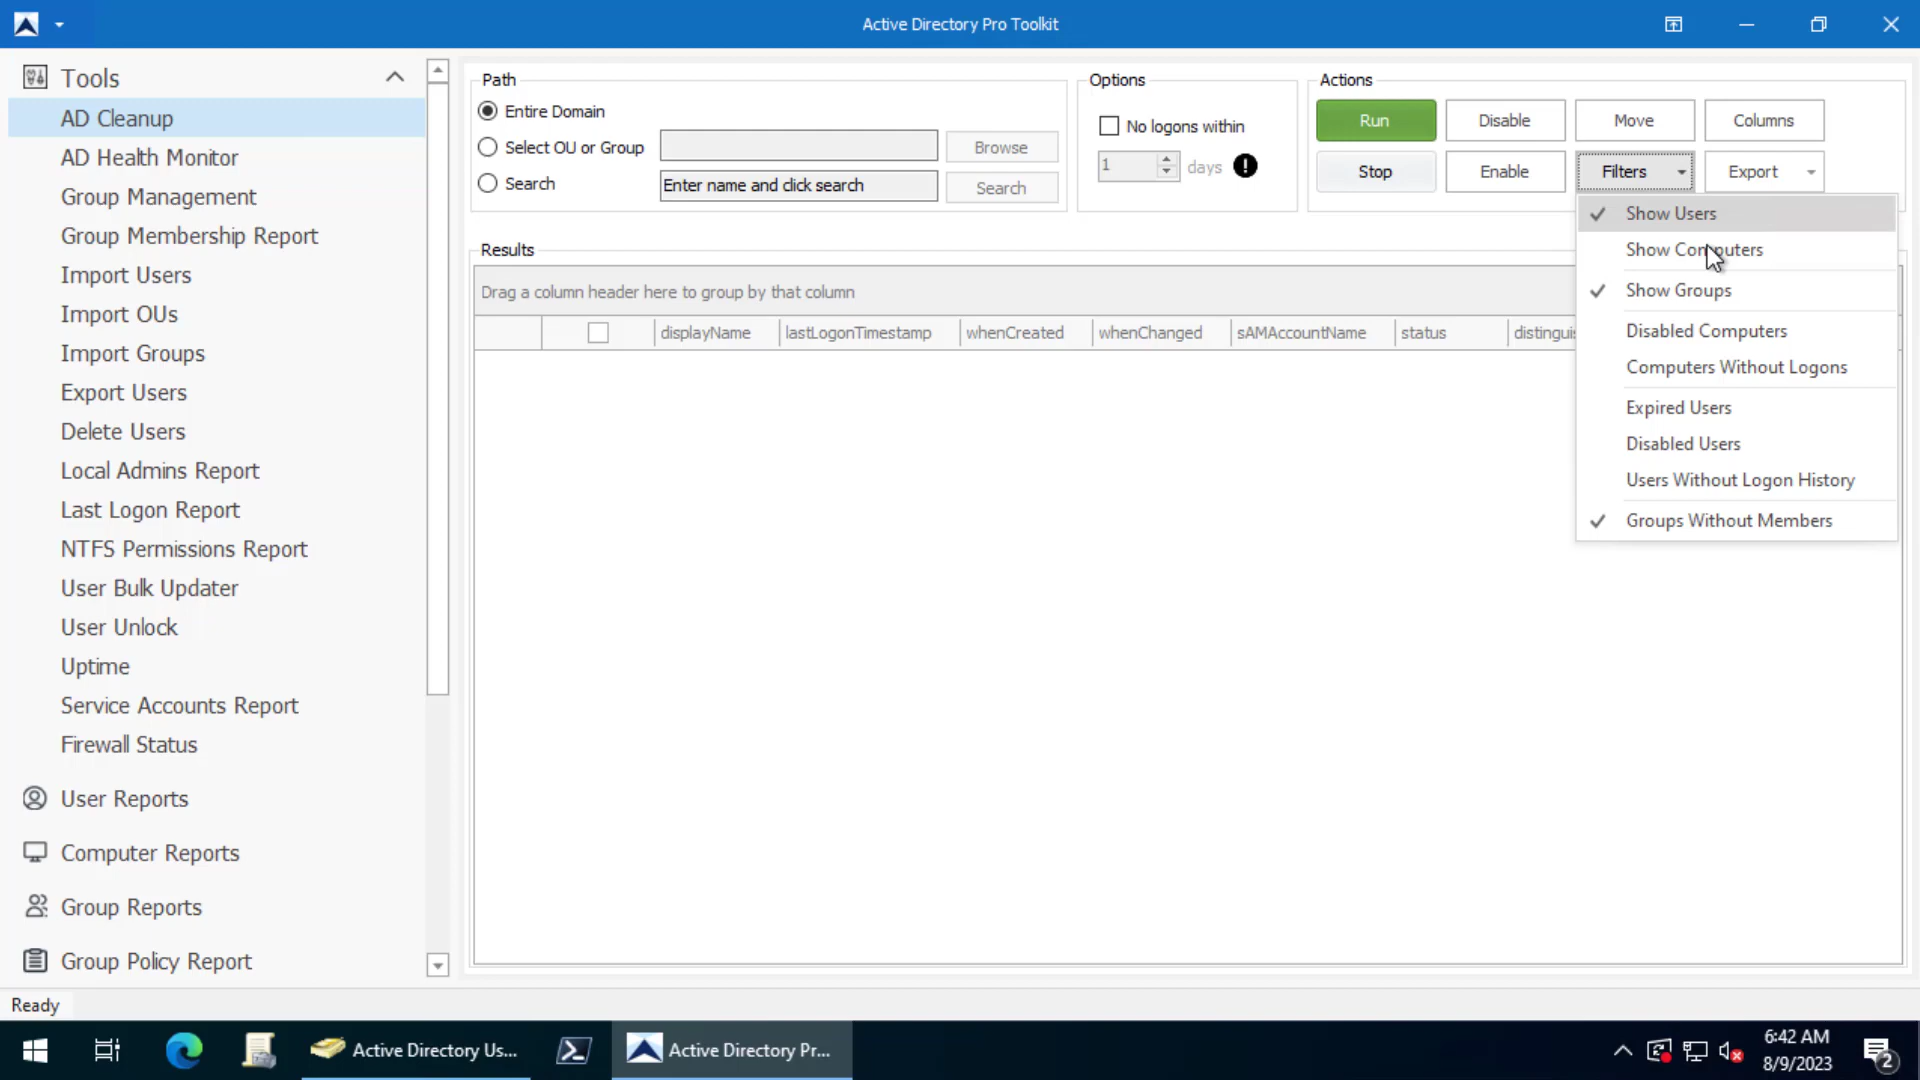 Active Directory Pro Toolkit
Tools
AD Cleanup
AD Health Monitor
Group Management
Group Membership Report
Import Users
Import OUs
Import Groups
Export Users
Delete Users
Local Admins Report
Last Logon Report
NTFS Permissions Report
User Bulk Updater
User Unlock
Uptime
Service Accounts Report
Firewall Status
User Reports
Computer Reports
Group Reports
Group Policy Report
Path
Entire Domain
Select OU or Group
Browse
Search
Enter name and click search
Search
Options
No logons within
1
days
Actions
Run
Disable
Move
Columns
Stop
Enable
Filters
Export
Show Users
Show Computers
Show Groups
Disabled Computers
Computers Without Logons
Expired Users
Disabled Users
Users Without Logon History
Groups Without Members
Results
Drag a column header here to group by that column
displayName
lastLogonTimestamp
whenCreated
whenChanged
sAMAccountName
status
distinguis
Ready
Active Directory Us...
Active Directory Pr...
6:42 AM
8/9/2023
2